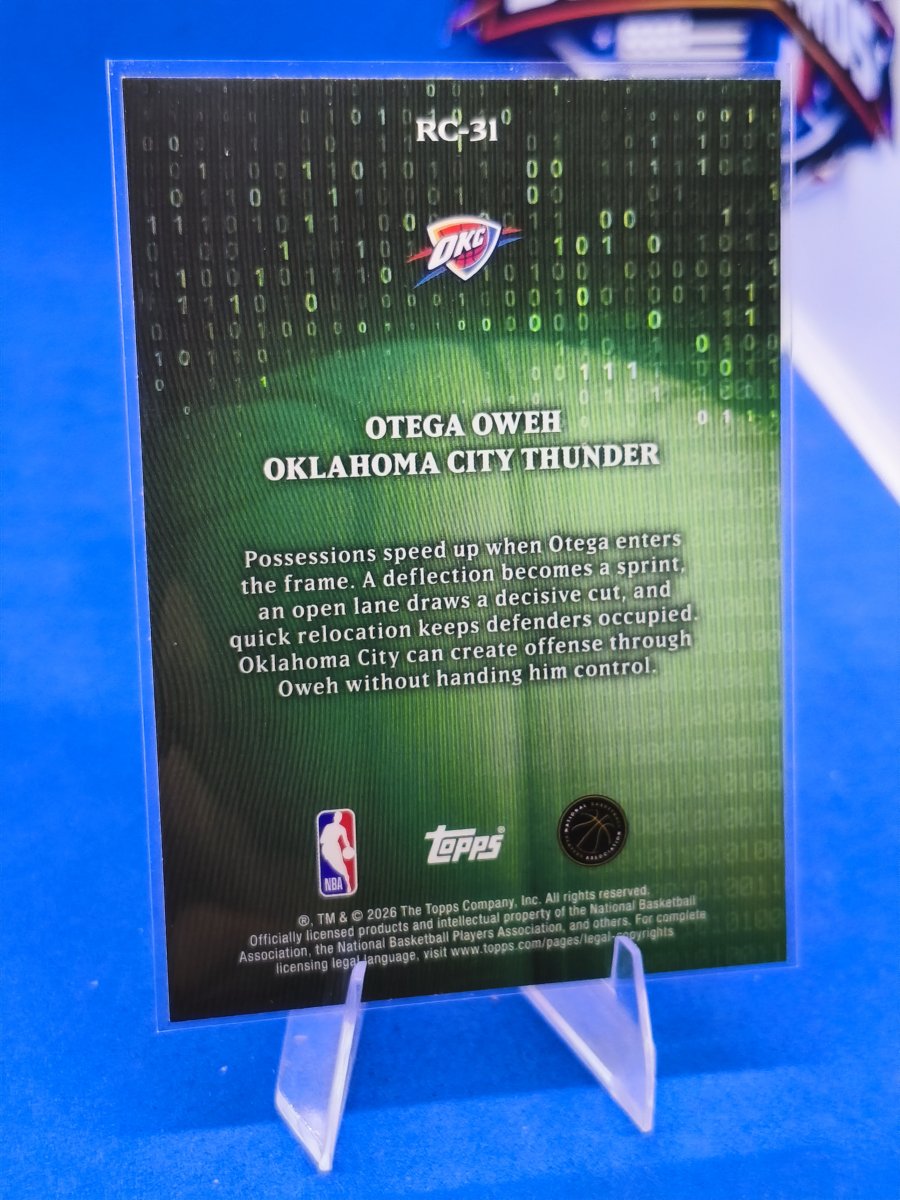 RC-31
OKC
OTEGA OWEH
OKLAHOMA CITY THUNDER
Possessions speed up when Otega enters
the frame. A deflection becomes a sprint,
an open lane draws a decisive cut, and
quick relocation keeps defenders occupied.
Oklahoma City can create offense through
Oweh without handing him control.
NBA
Topps®
®, TM & © 2026 The Topps Company, Inc. All rights reserved.
Officially licensed products and intellectual property of the National Basketball
Association, the National Basketball Players Association, and others. For complete
licensing legal language, visit www.topps.com/pages/legal-copyrights